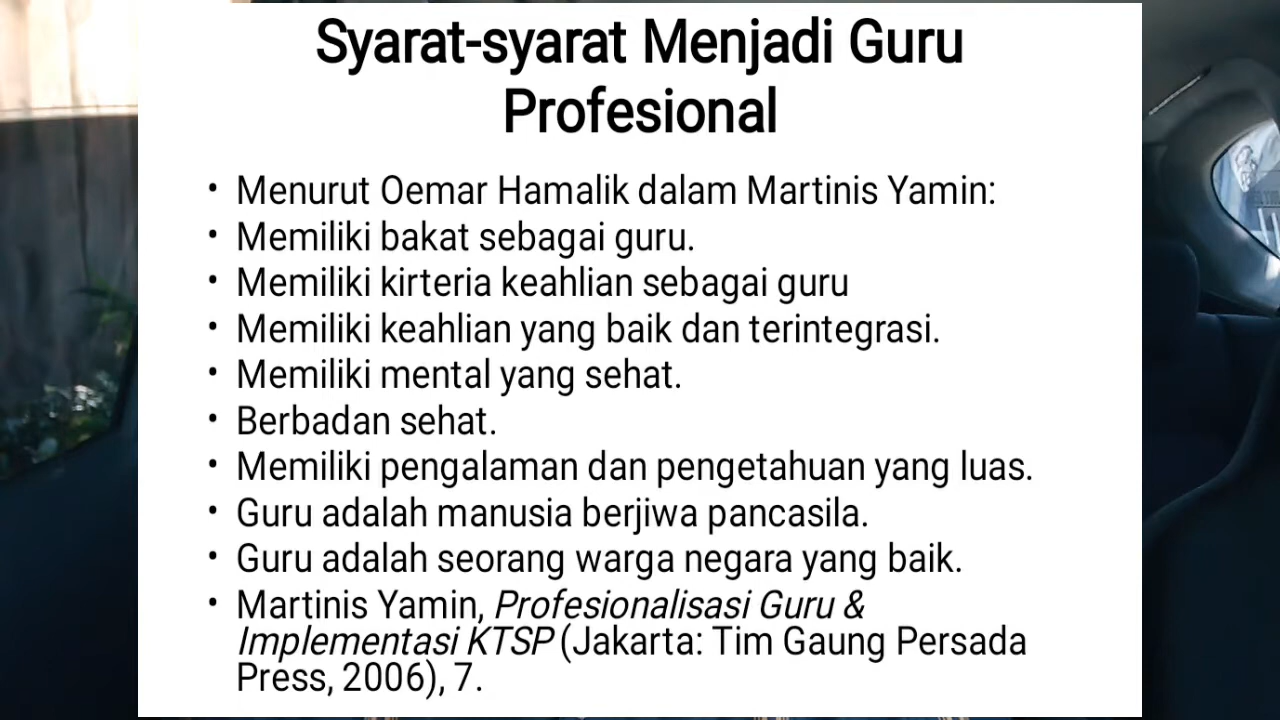 Syarat-syarat Menjadi Guru
Profesional
• Menurut Oemar Hamalik dalam Martinis Yamin:
• Memiliki bakat sebagai guru.
• Memiliki kirteria keahlian sebagai guru
• Memiliki keahlian yang baik dan terintegrasi.
• Memiliki mental yang sehat.
• Berbadan sehat.
• Memiliki pengalaman dan pengetahuan yang luas.
• Guru adalah manusia berjiwa pancasila.
• Guru adalah seorang warga negara yang baik.
• Martinis Yamin, Profesionalisasi Guru &
Implementasi KTSP (Jakarta: Tim Gaung Persada
Press, 2006), 7.